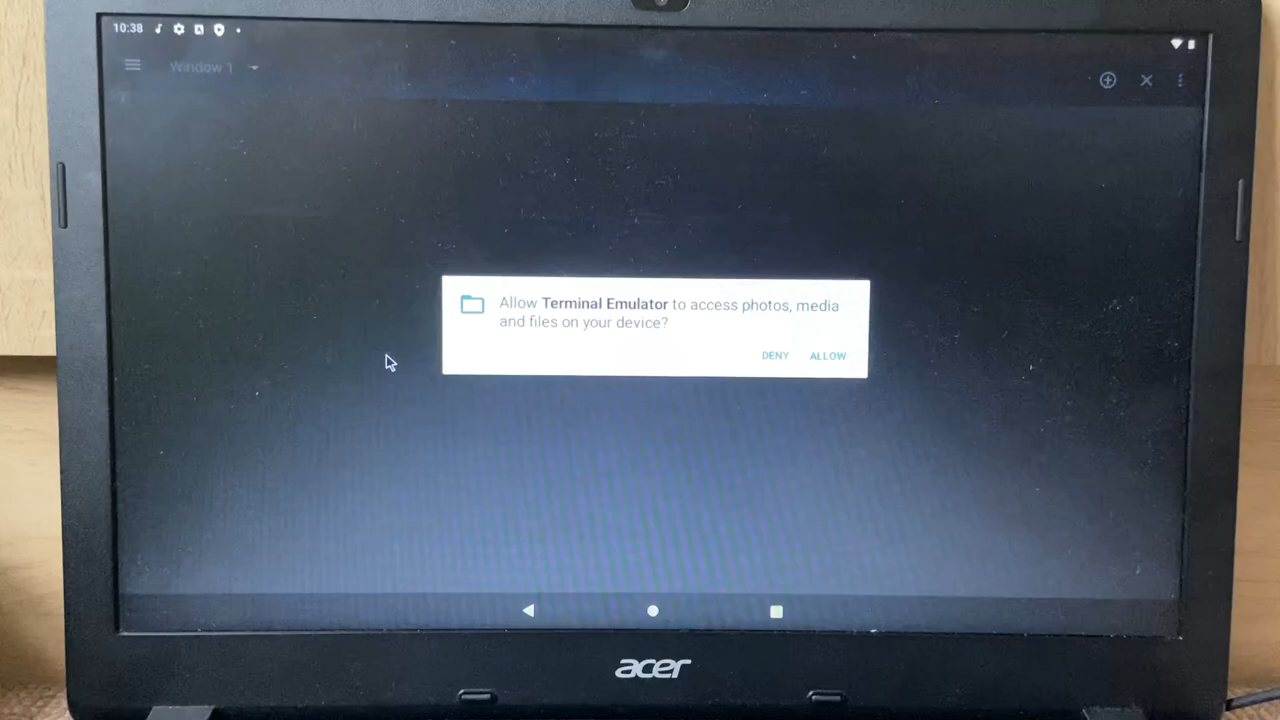 10:38
Window 1
Allow Terminal Emulator to access photos, media
and files on your device?
DENY ALLOW
acer